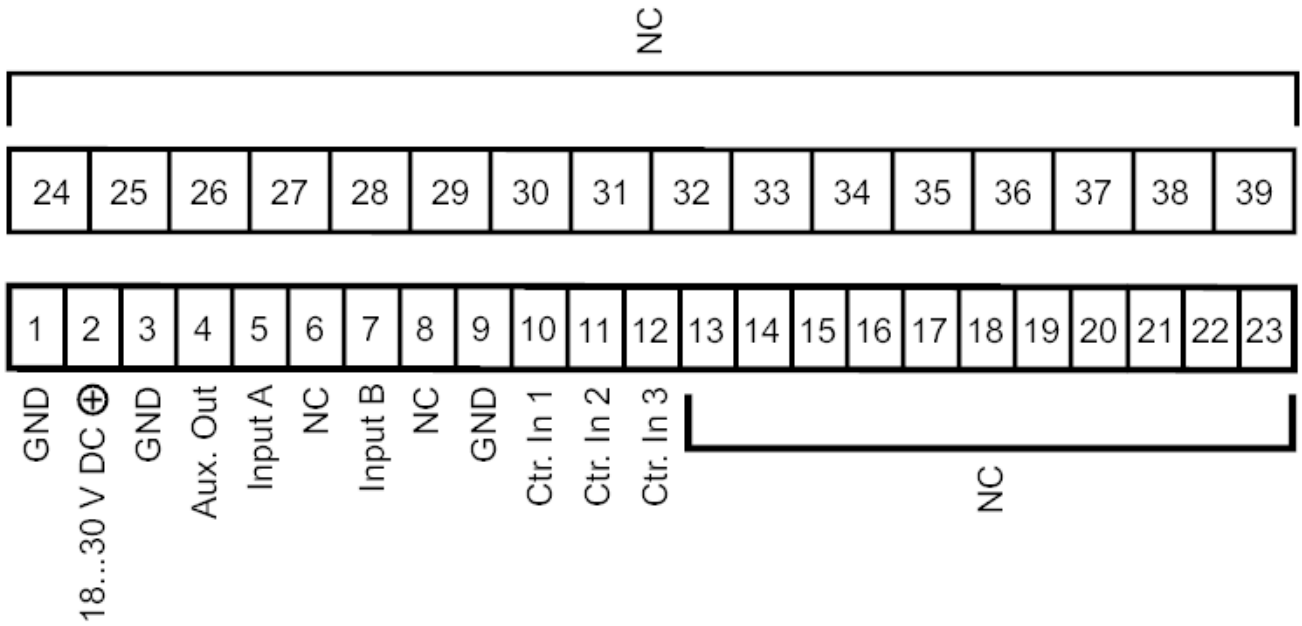 NC
24 25 26 27 28 29 30 31 32 33 34 35 36 37 38 39
1 2 3 4 5 6 7 8 9 10 11 12 13 14 15 16 17 18 19 20 21 22 23
GND
18...30 V DC ⊕
GND
Aux. Out
Input A
NC
Input B
NC
GND
Ctr. In 1
Ctr. In 2
Ctr. In 3
NC